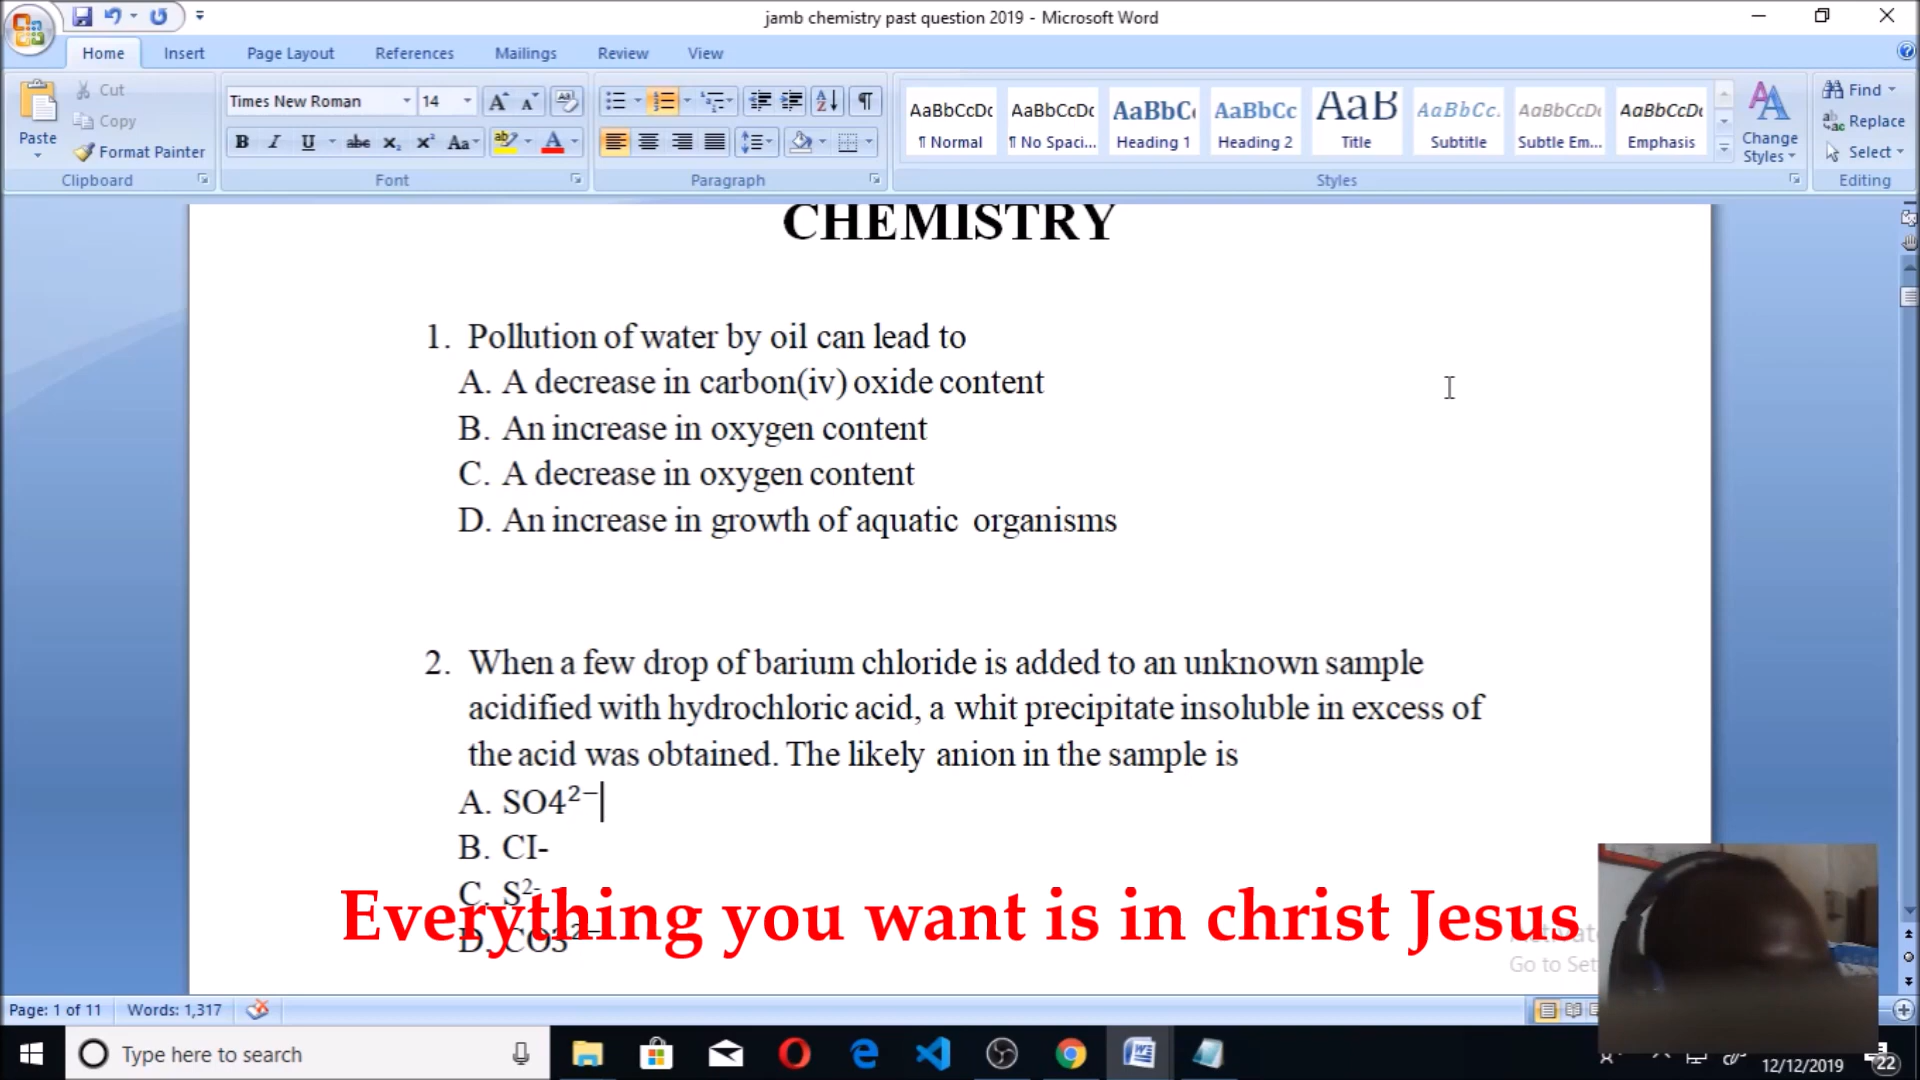 jamb chemistry past question 2019 - Microsoft Word
Home Insert Page Layout References Mailings Review View
Paste
Cut
Copy
Format Painter
Clipboard
Times New Roman 14
Font
Paragraph
AaBbCcDc AaBbCcDc AaBbC AaBbCc AaB AaBbCc. AaBbCcDc AaBbCcDc
¶ Normal ¶ No Spaci... Heading 1 Heading 2 Title Subtitle Subtle Em... Emphasis
Change
Styles
Styles
Find
Replace
Select
Editing
CHEMISTRY
1. Pollution of water by oil can lead to
A. A decrease in carbon(iv) oxide content
B. An increase in oxygen content
C. A decrease in oxygen content
D. An increase in growth of aquatic organisms
2. When a few drop of barium chloride is added to an unknown sample
acidified with hydrochloric acid, a whit precipitate insoluble in excess of
the acid was obtained. The likely anion in the sample is
A. SO4²⁻
B. CI-
C. S²⁻
D. CO3²⁻
Everything you want is in christ Jesus
Go to Set
Page: 1 of 11 Words: 1,317
Type here to search
12/12/2019 22